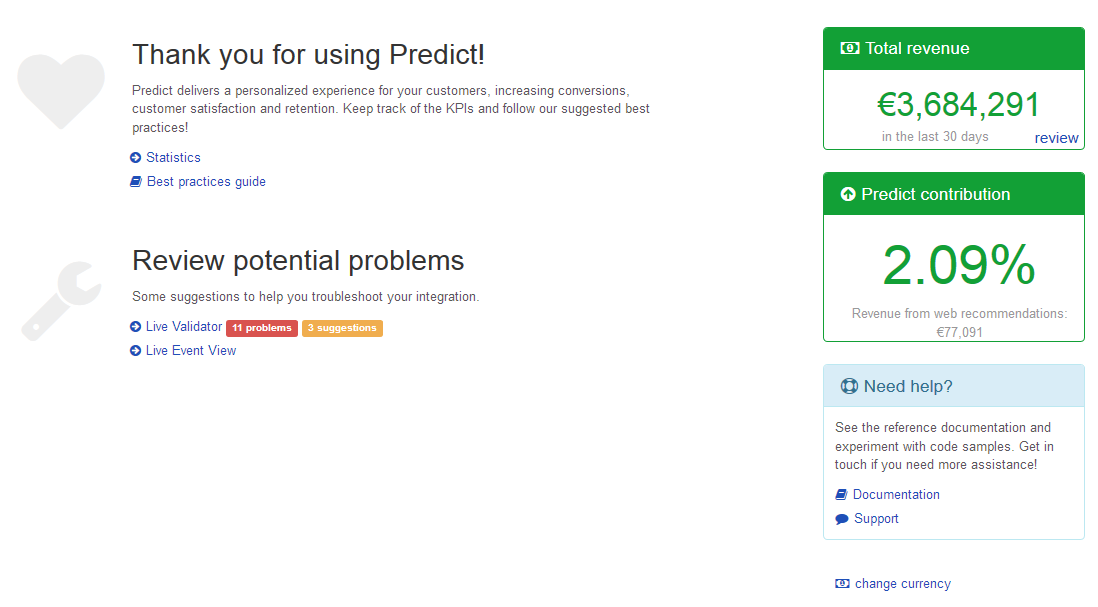 Thank you for using Predict!
Predict delivers a personalized experience for your customers, increasing conversions,
customer satisfaction and retention. Keep track of the KPIs and follow our suggested best
practices!
Statistics
Best practices guide
Review potential problems
Some suggestions to help you troubleshoot your integration.
Live Validator 11 problems 3 suggestions
Live Event View
Total revenue
€3,684,291
in the last 30 days review
Predict contribution
2.09%
Revenue from web recommendations:
€77,091
Need help?
See the reference documentation and
experiment with code samples. Get in
touch if you need more assistance!
Documentation
Support
change currency